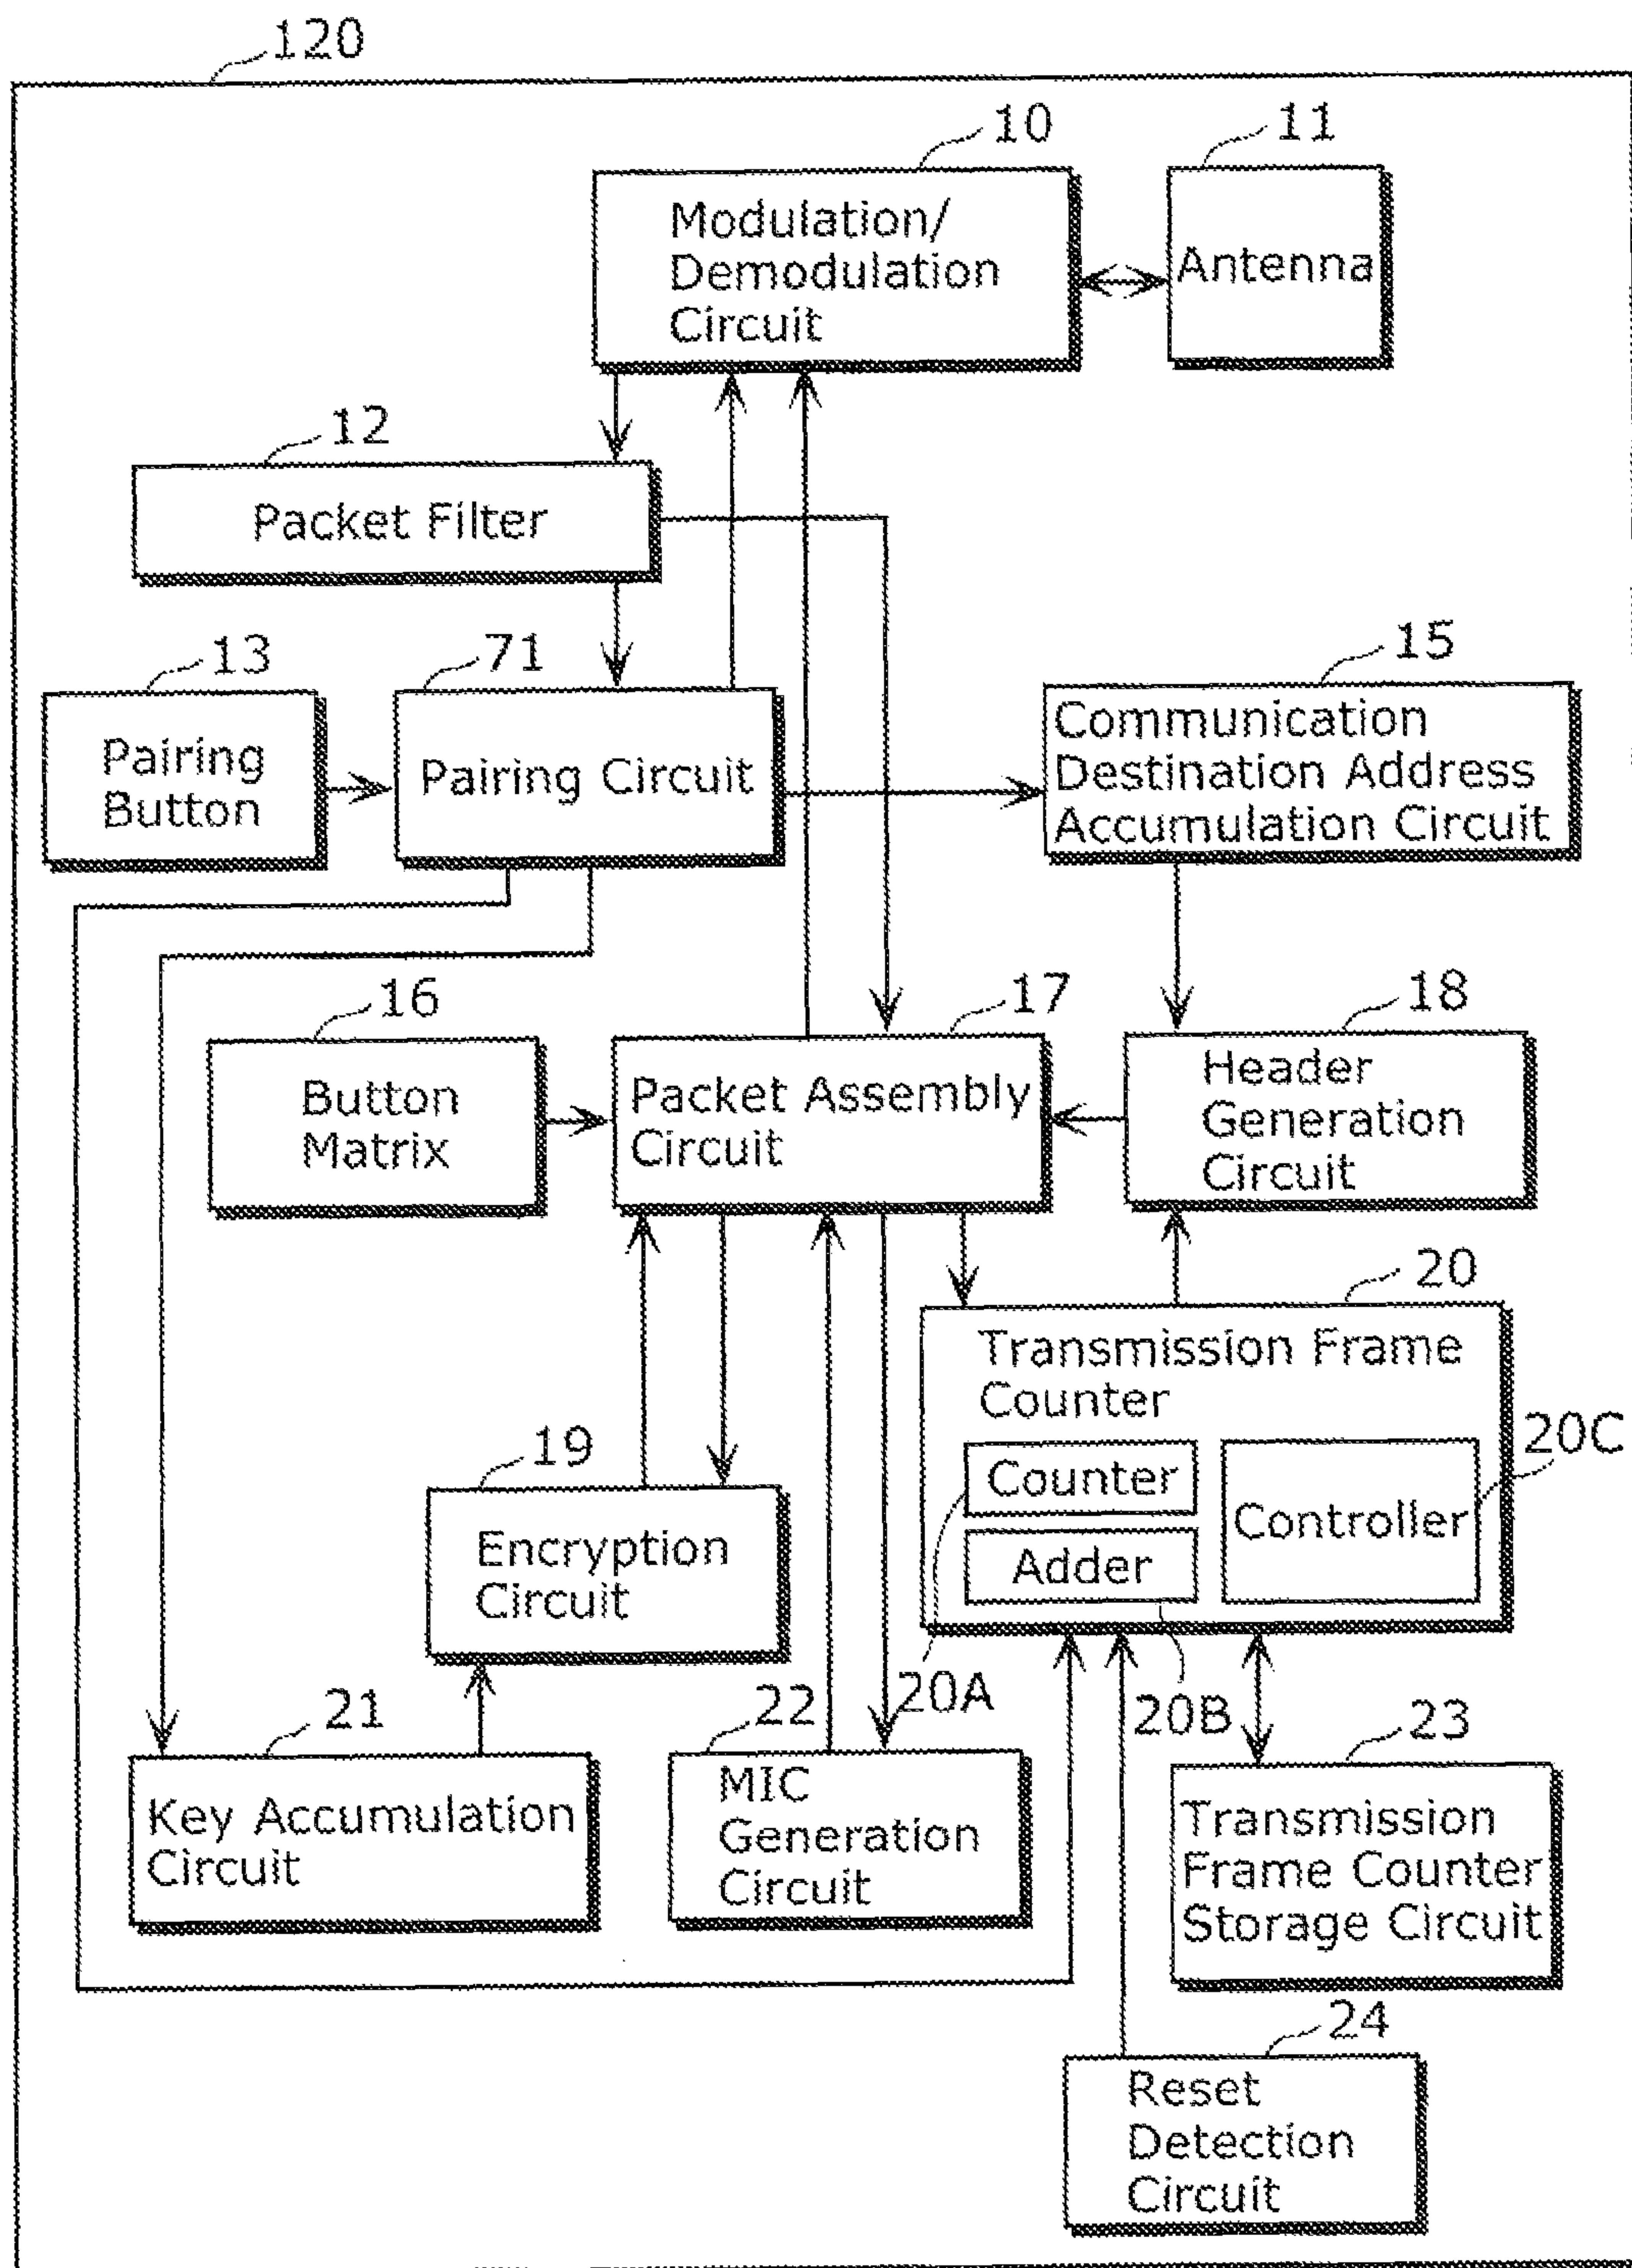 120
10
11
Modulation/
Demodulation
Circuit
Antenna
12
Packet Filter
13
71
15
Pairing
Button
Pairing Circuit
Communication
Destination Address
Accumulation Circuit
16
17
18
Button
Matrix
Packet Assembly
Circuit
Header
Generation
Circuit
20
Transmission Frame
Counter
20C
Counter
Controller
Adder
19
Encryption
Circuit
20A
20B
21
22
23
Key Accumulation
Circuit
MIC
Generation
Circuit
Transmission
Frame Counter
Storage Circuit
24
Reset
Detection
Circuit